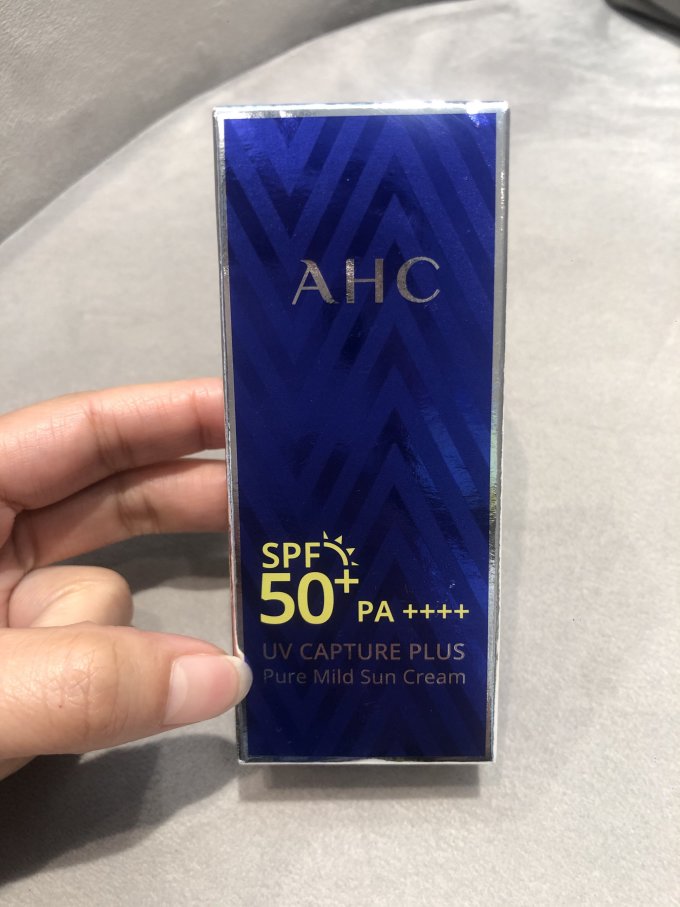 AHC
SPF
50+ PA ++++
UV CAPTURE PLUS
Pure Mild Sun Cream